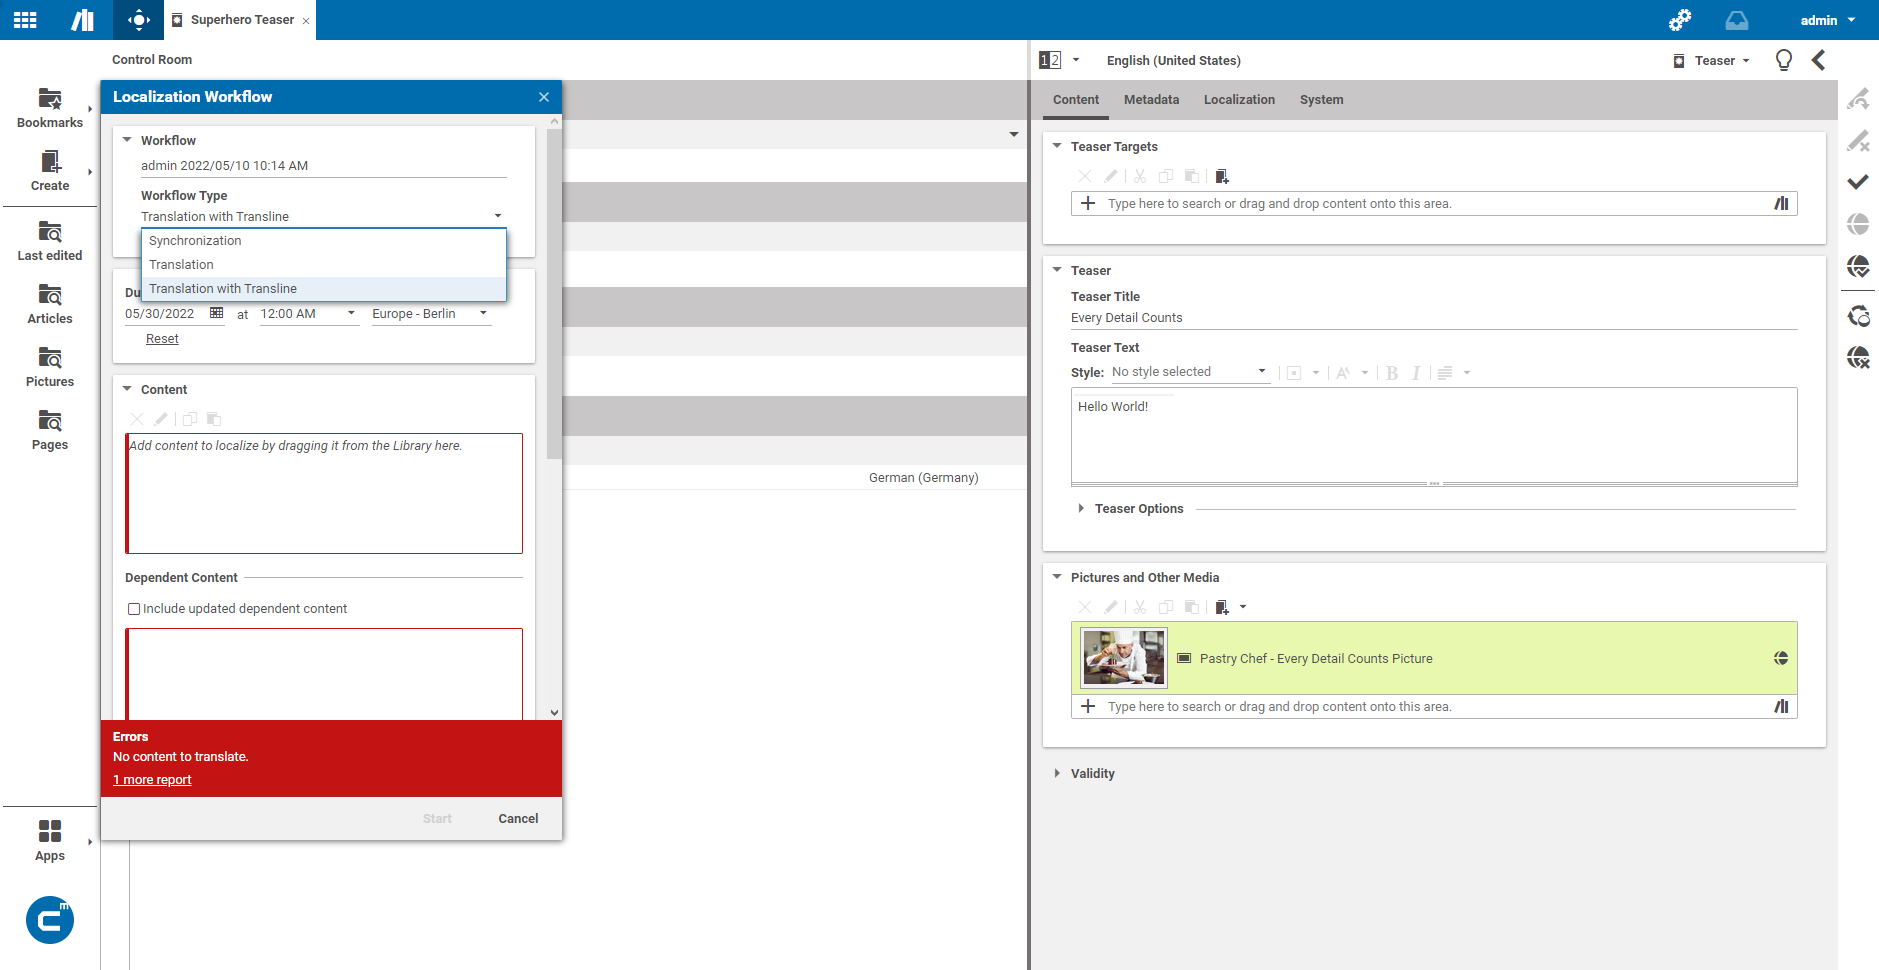 Superhero Teaser
admin
Control Room
Bookmarks
Create
Last edited
Articles
Pictures
Pages
Apps
Localization Workflow
Workflow
admin 2022/05/10 10:14 AM
Workflow Type
Translation with Transline
Synchronization
Translation
Translation with Transline
Du
05/30/2022 at 12:00 AM Europe - Berlin
Reset
Content
Add content to localize by dragging it from the Library here.
Dependent Content
Include updated dependent content
Errors
No content to translate.
1 more report
Start Cancel
German (Germany)
12 English (United States) Teaser
Content Metadata Localization System
Teaser Targets
Type here to search or drag and drop content onto this area.
Teaser
Teaser Title
Every Detail Counts
Teaser Text
Style: No style selected A B I
Hello World!
Teaser Options
Pictures and Other Media
Pastry Chef - Every Detail Counts Picture
Type here to search or drag and drop content onto this area.
Validity
C m